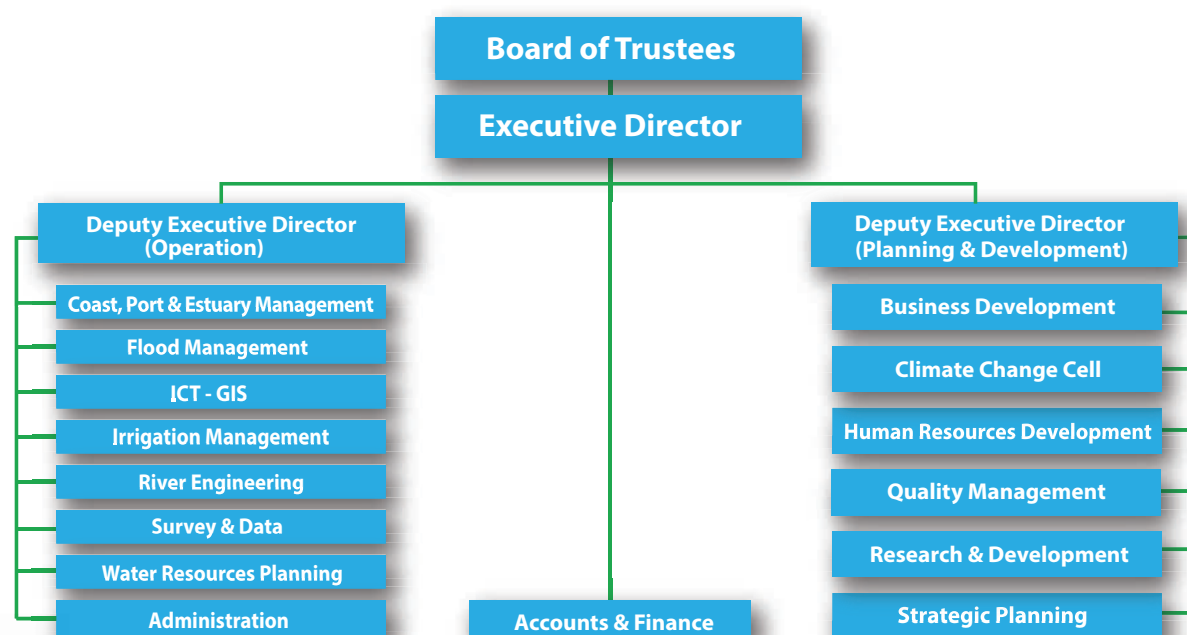 Board of Trustees
Executive Director
Deputy Executive Director
(Operation)
Coast, Port & Estuary Management
Flood Management
ICT - GIS
Irrigation Management
River Engineering
Survey & Data
Water Resources Planning
Administration
Accounts & Finance
Deputy Executive Director
(Planning & Development)
Business Development
Climate Change Cell
Human Resources Development
Quality Management
Research & Development
Strategic Planning